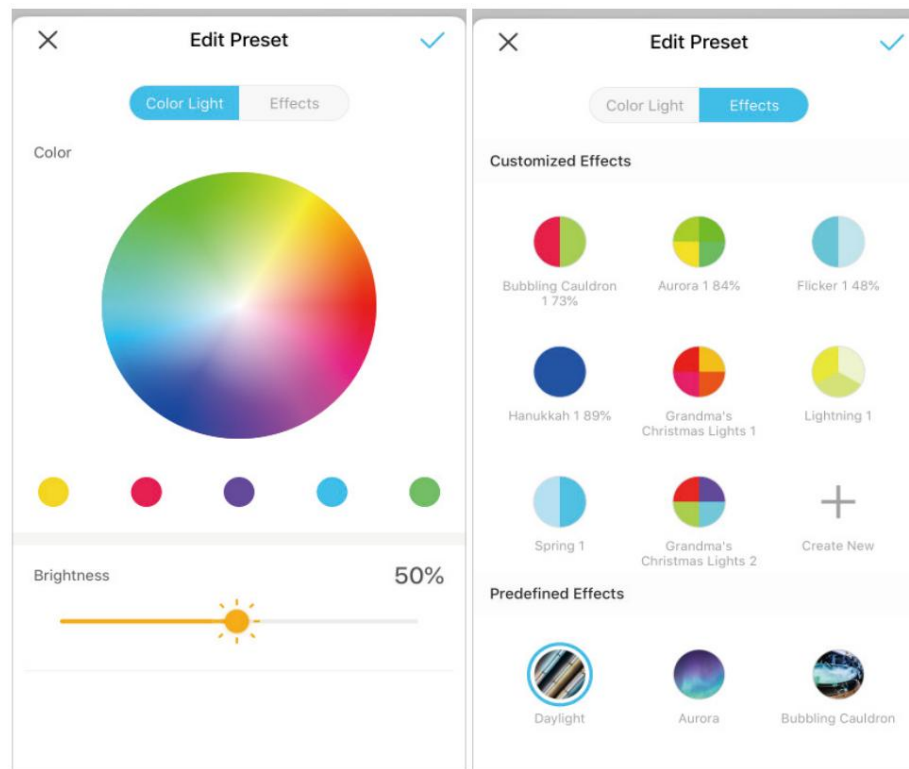 Edit Preset
Color Light
Effects
Color
Brightness
50%
Edit Preset
Color Light
Effects
Customized Effects
Bubbling Cauldron
1 73%
Aurora 1 84%
Flicker 1 48%
Hanukkah 1 89%
Grandma's
Christmas Lights 1
Lightning 1
Spring 1
Grandma's
Christmas Lights 2
Create New
Predefined Effects
Daylight
Aurora
Bubbling Cauldron